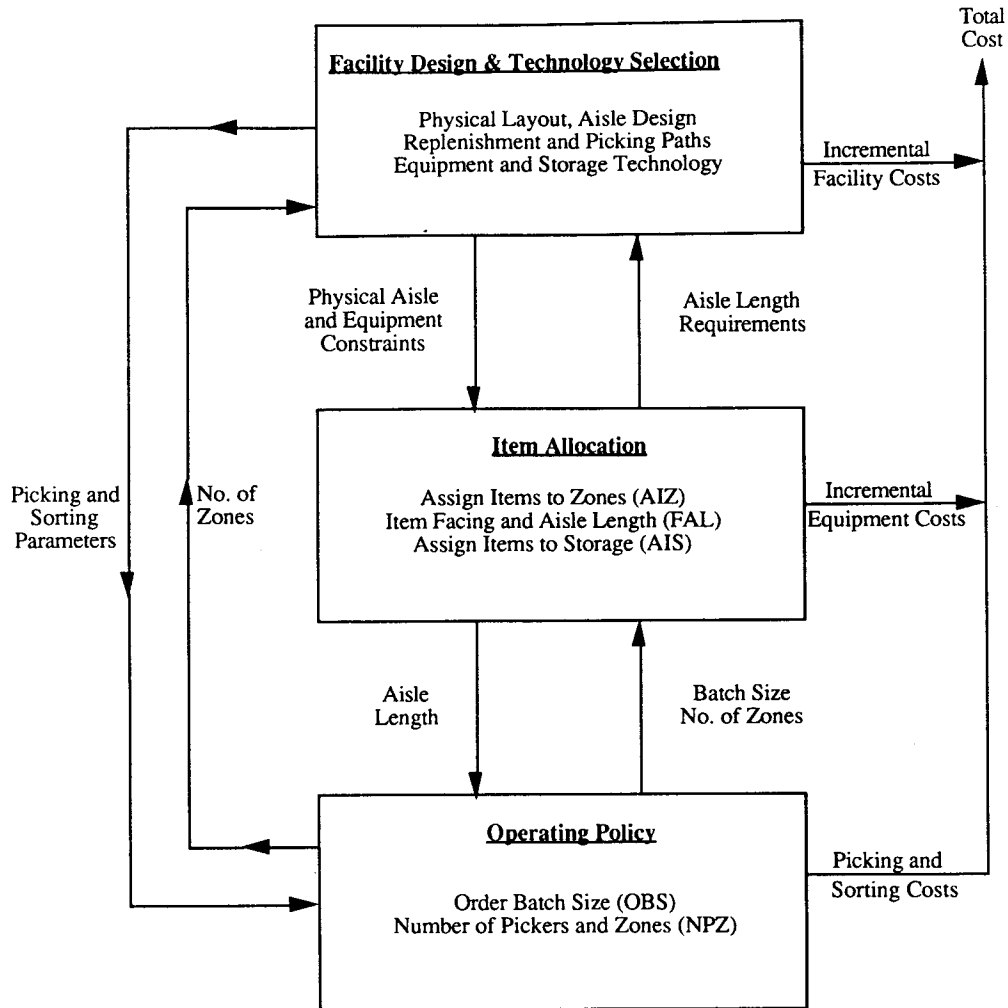 Total
Cost
Facility Design & Technology Selection
Physical Layout, Aisle Design
Replenishment and Picking Paths
Equipment and Storage Technology
Incremental
Facility Costs
Physical Aisle
and Equipment
Constraints
Aisle Length
Requirements
Item Allocation
Assign Items to Zones (AIZ)
Item Facing and Aisle Length (FAL)
Assign Items to Storage (AIS)
Incremental
Equipment Costs
Picking and
Sorting
Parameters
No. of
Zones
Aisle
Length
Batch Size
No. of Zones
Operating Policy
Order Batch Size (OBS)
Number of Pickers and Zones (NPZ)
Picking and
Sorting Costs